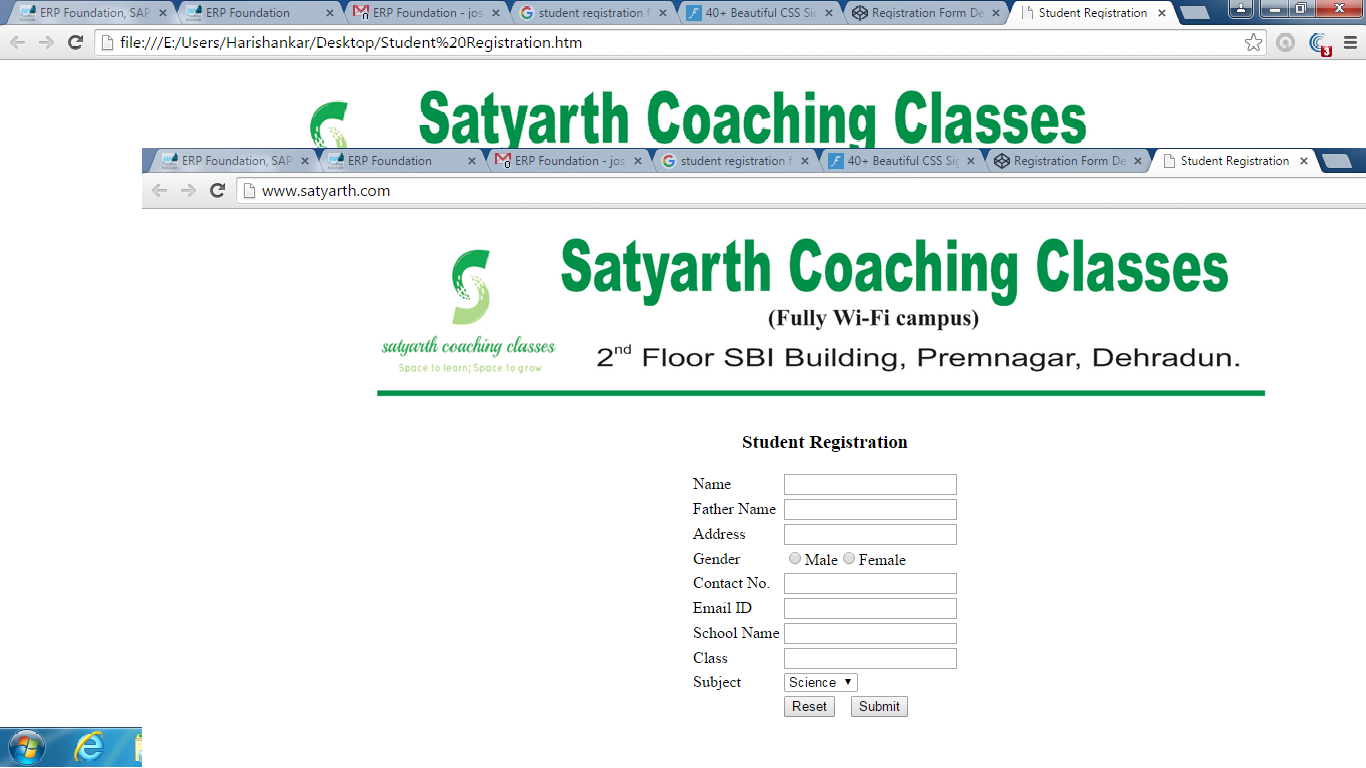 ERP Foundation, SAP ERP Foundation ERP Foundation - jos student registration f 40+ Beautiful CSS Sig Registration Form De Student Registration
file:///E:/Users/Harishankar/Desktop/Student%20Registration.htm
3
Satyarth Coaching Classes
ERP Foundation, SAP ERP Foundation ERP Foundation - jos student registration f 40+ Beautiful CSS Sig Registration Form De Student Registration
www.satyarth.com
Satyarth Coaching Classes
(Fully Wi-Fi campus)
satyarth coaching classes
Space to learn; Space to grow
2nd Floor SBI Building, Premnagar, Dehradun.
Student Registration
Name
Father Name
Address
Gender Male Female
Contact No.
Email ID
School Name
Class
Subject Science
Reset Submit